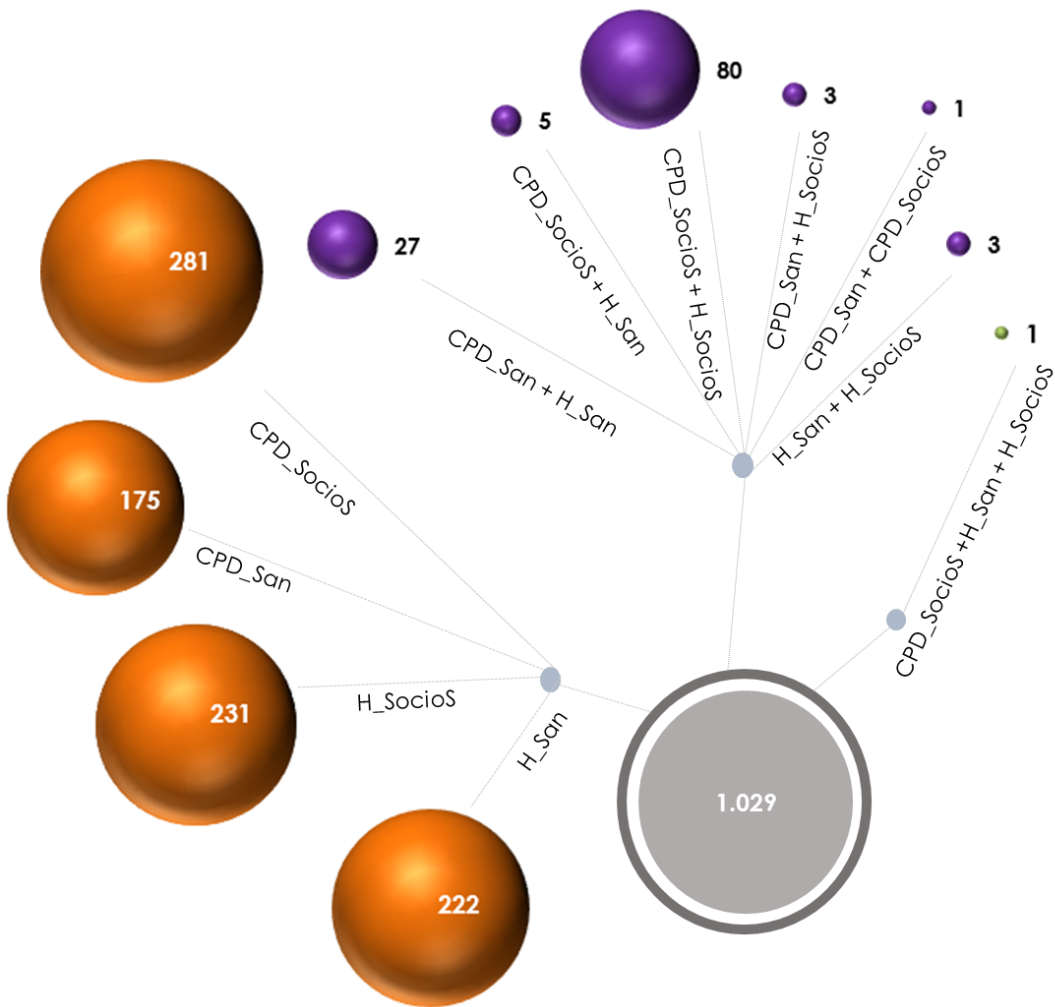 80
3
1
5
CPD_SocioS + H_San
CPD_SocioS + H_SocioS
CPD_San + H_SocioS
CPD_San + CPD_SocioS
3
27
281
CPD_San + H_San
H_San + H_SocioS
1
CPD_SocioS +H_San + H_SocioS
CPD_SocioS
175
CPD_San
231
H_SocioS
H_San
222
1.029